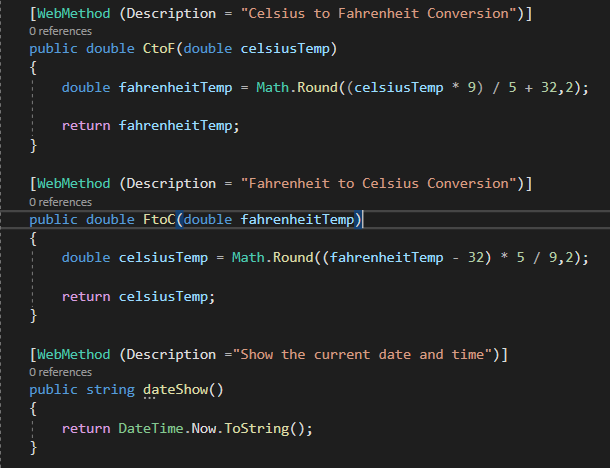 [WebMethod (Description = "Celsius to Fahrenheit Conversion")]
0 references
public double CtoF(double celsiusTemp)
{
double fahrenheitTemp = Math.Round((celsiusTemp * 9) / 5 + 32,2);
return fahrenheitTemp;
}
[WebMethod (Description = "Fahrenheit to Celsius Conversion")]
0 references
public double FtoC(double fahrenheitTemp)
{
double celsiusTemp = Math.Round((fahrenheitTemp - 32) * 5 / 9,2);
return celsiusTemp;
}
[WebMethod (Description ="Show the current date and time")]
0 references
public string dateShow()
{
return DateTime.Now.ToString();
}